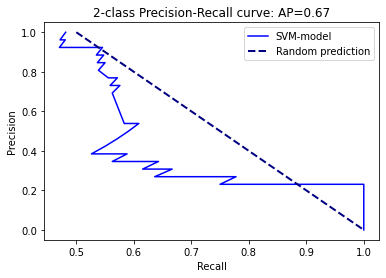 2-class Precision-Recall curve: AP=0.67
SVM-model
Random prediction
Precision
1.0
0.8
0.6
0.4
0.2
0.0
0.5 0.6 0.7 0.8 0.9 1.0
Recall